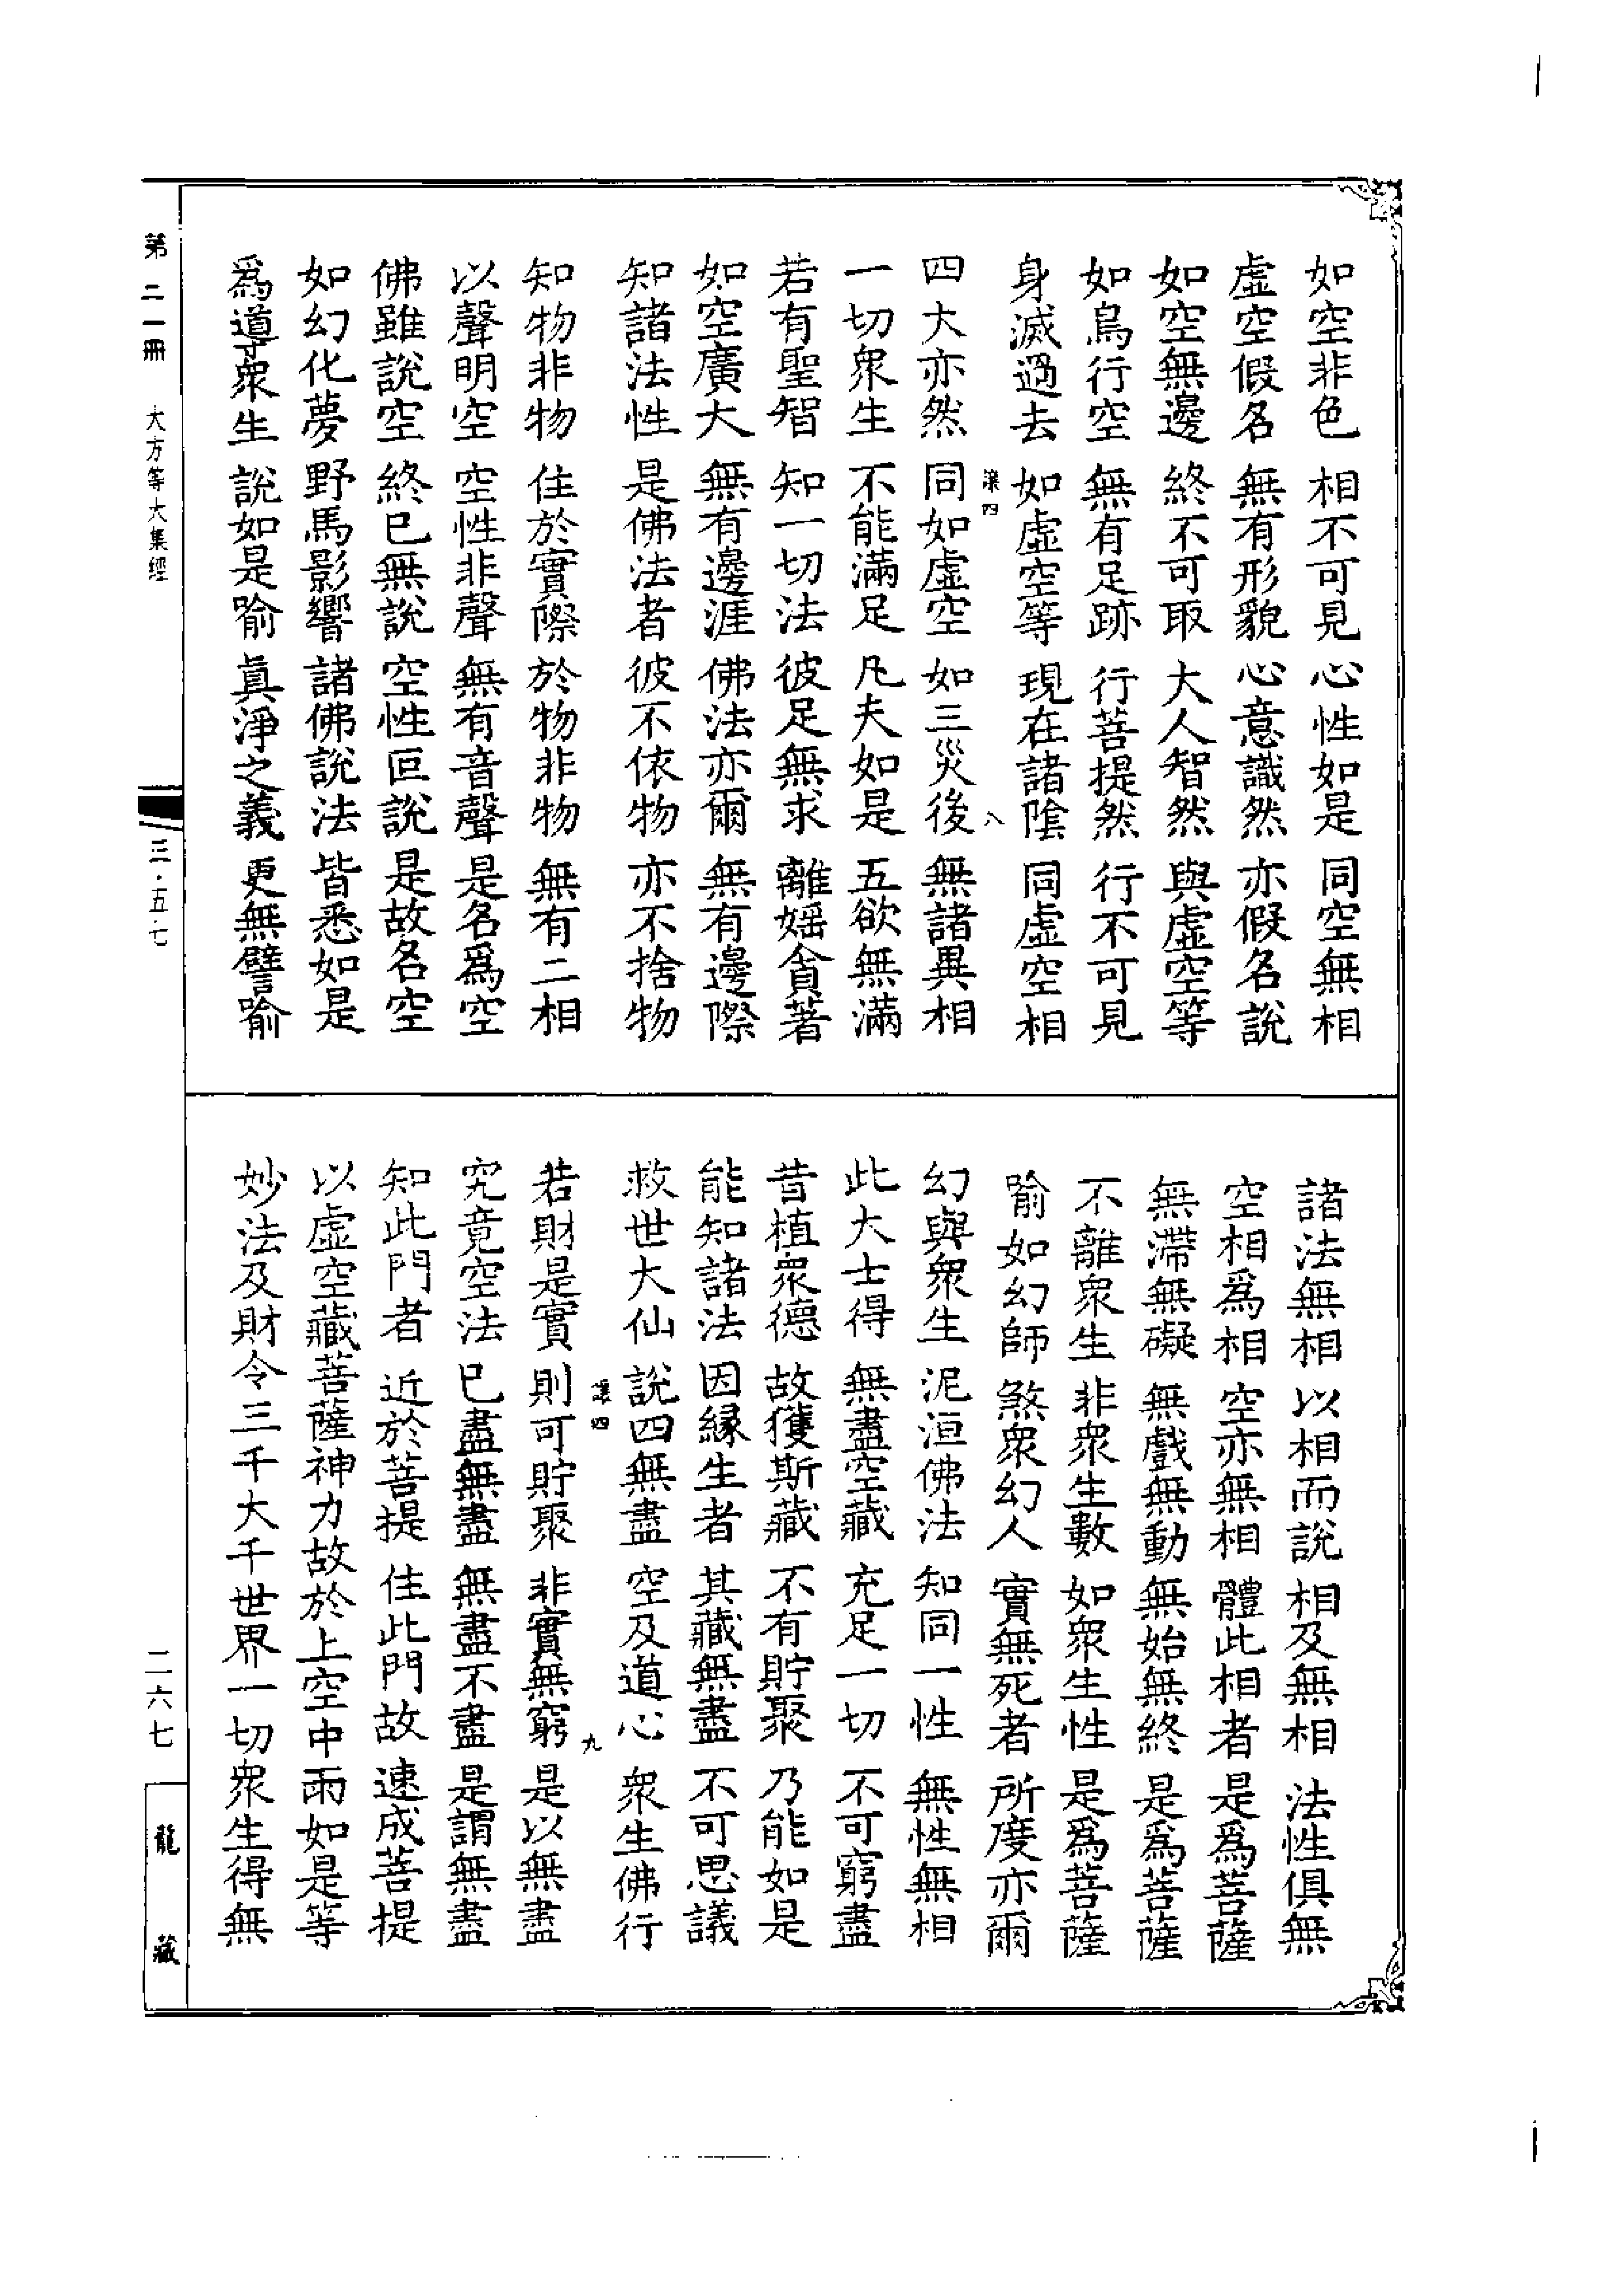 如空非色　相不可見　心性如是　同空無相
虛空假名　無有形貌　心意識然　亦假名說
如空無邊　終不可取　大人智然　與虛空等
如鳥行空　無有足跡　行菩提然　行不可見
身滅過去　如虛空等　現在諸陰　同虛空相
四
八
四大亦然　同如虛空　如三災後　無諸異相
一切衆生　不能滿足　凡夫如是　五欲無滿
若有聖智　知一切法　彼足無求　離婬貪著
如空廣大　無有邊涯　佛法亦爾　無有邊際
知諸法性　是佛法者　彼不依物　亦不捨物
知物非物　住於實際　於物非物　無有二相
以聲明空　空性非聲　無有音聲　是名爲空
佛雖說空　終已無說　空性叵說　是故名空
如幻化夢　野馬影響　諸佛說法　皆悉如是
爲導衆生　說如是喻　真淨之義　更無譬喻
諸法無相　以相而說　相及無相　法性俱無
空相爲相　空亦無相　體此相者　是爲菩薩
無滯無礙　無戲無動　無始無終　是爲菩薩
不離衆生　非衆生數　如衆生性　是爲菩薩
喻如幻師　煞衆幻人　實無死者　所度亦爾
幻與衆生　泥洹佛法　知同一性　無性無相
此大士得　無盡空藏　充足一切　不可窮盡
昔植衆德　故獲斯藏　不有貯聚　乃能如是
能知諸法　因緣生者　其藏無盡　不可思議
救世大仙　說四無盡　空及道心　衆生佛行
四
九
若財是實　則可貯聚　非實無窮　是以無盡
究竟空法　已盡無盡　無盡不盡　是謂無盡
知此門者　近於菩提　住此門故　速成菩提
以虛空藏菩薩神力故於上空中雨如是等
妙法及財令三千大千世界一切衆生得無
第二一冊　大方等大集經
三·五·七
二六七
龍藏